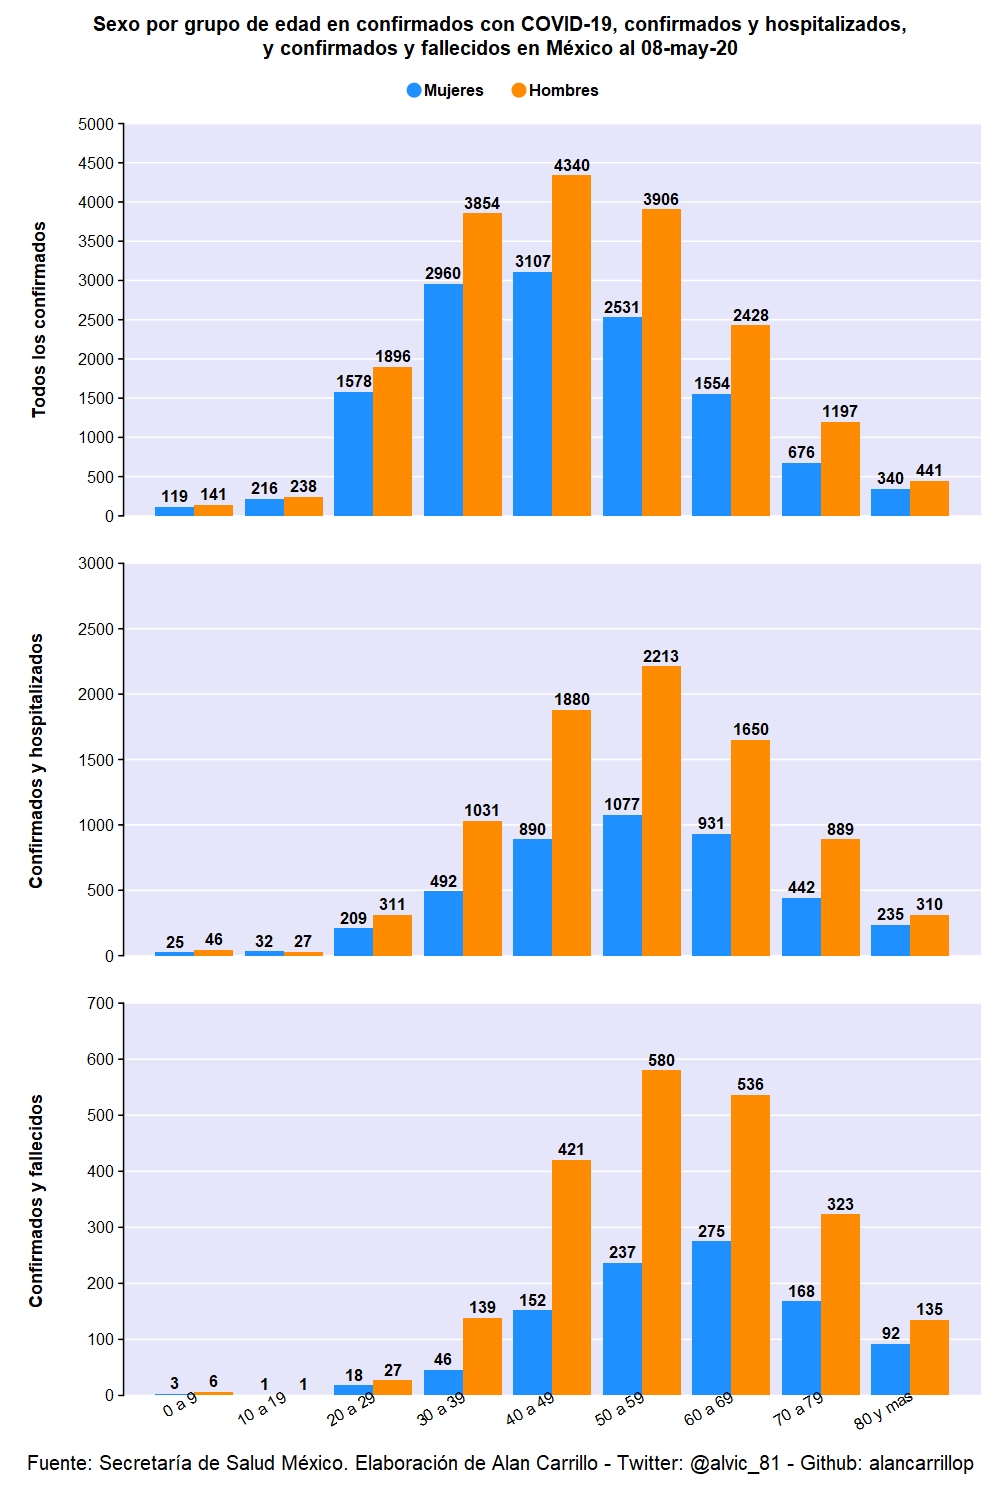 Sexo por grupo de edad en confirmados con COVID-19, confirmados y hospitalizados,
y confirmados y fallecidos en México al 08-may-20
Mujeres Hombres
Todos los confirmados
5000
4500
4000
3500
3000
2500
2000
1500
1000
500
0
119 141 216 238 1578 1896 2960 3854 3107 4340 2531 3906 1554 2428 676 1197 340 441
Confirmados y hospitalizados
3000
2500
2000
1500
1000
500
0
25 46 32 27 209 311 492 1031 890 1880 1077 2213 931 1650 442 889 235 310
Confirmados y fallecidos
700
600
500
400
300
200
100
0
3 6 1 1 18 27 46 139 152 421 237 580 275 536 168 323 92 135
0 a 9 10 a 19 20 a 29 30 a 39 40 a 49 50 a 59 60 a 69 70 a 79 80 y mas
Fuente: Secretaría de Salud México. Elaboración de Alan Carrillo - Twitter: @alvic_81 - Github: alancarrillop